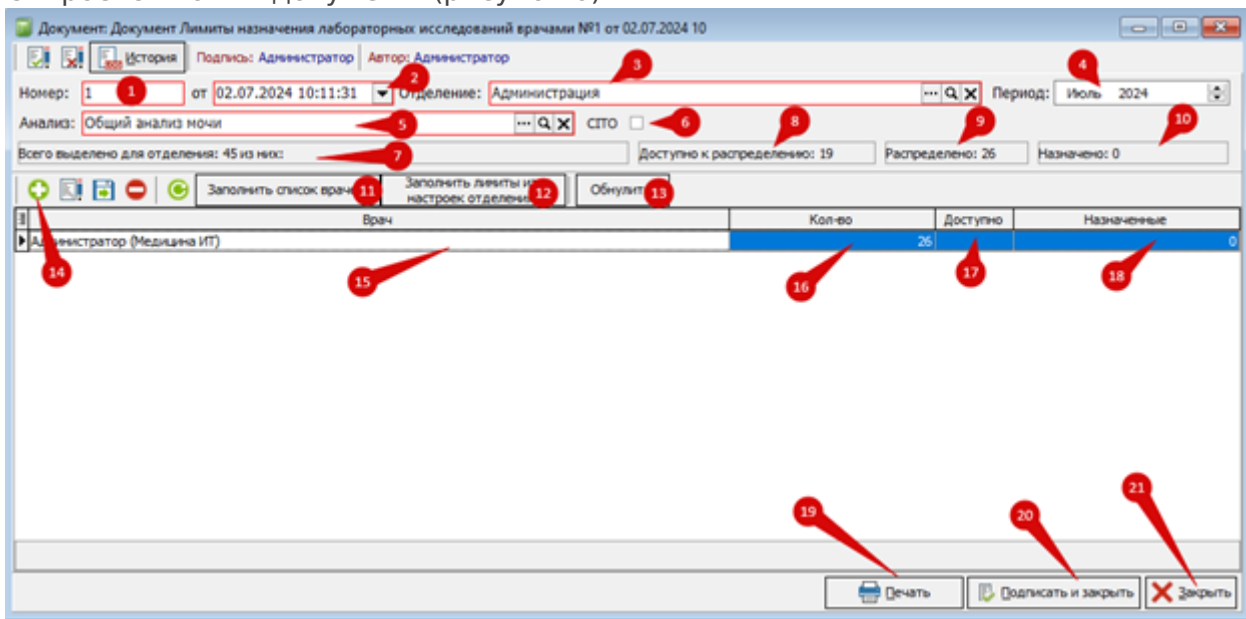 Документ: Документ Лимиты назначения лабораторных исследований врачами №1 от 02.07.2024 10
История Подпись: Администратор Автор: Администратор
3 4
Номер: 1 1 от 02.07.2024 10:11:31 2 Отделение: Администрация Период: Июль 2024
Анализ: Общий анализ мочи 5 CITO 6 8 9 10
Всего выделено для отделения: 45 из них: 7 Доступно к распределению: 19 Распределено: 26 Назначено: 0
Заполнить список 11 Заполнить лимиты 12 Обнулить 13
настроек
Врач Кол-во Доступно Назначенные
Администратор (Медицина ИТ) 26 0
14 15 16 17 18
19 20 21
Печать Подписать и закрыть Закрыть